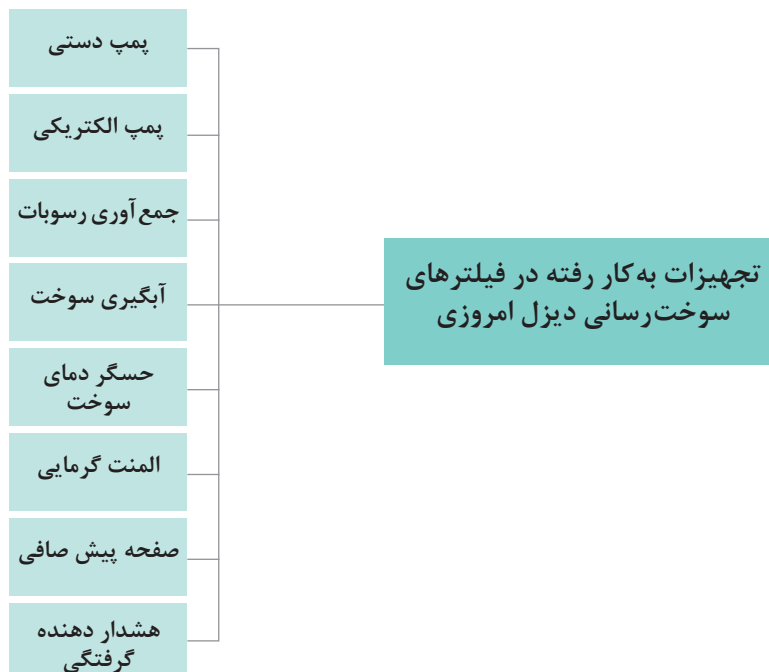 تجهیزات به‌کار رفته در فیلترهای
سوخت‌رسانی دیزل امروزی
پمپ دستی
پمپ الکتریکی
جمع‌آوری رسوبات
آبگیری سوخت
حسگر دمای
سوخت
المنت گرمایی
صفحه پیش صافی
هشدار دهنده
گرفتگی